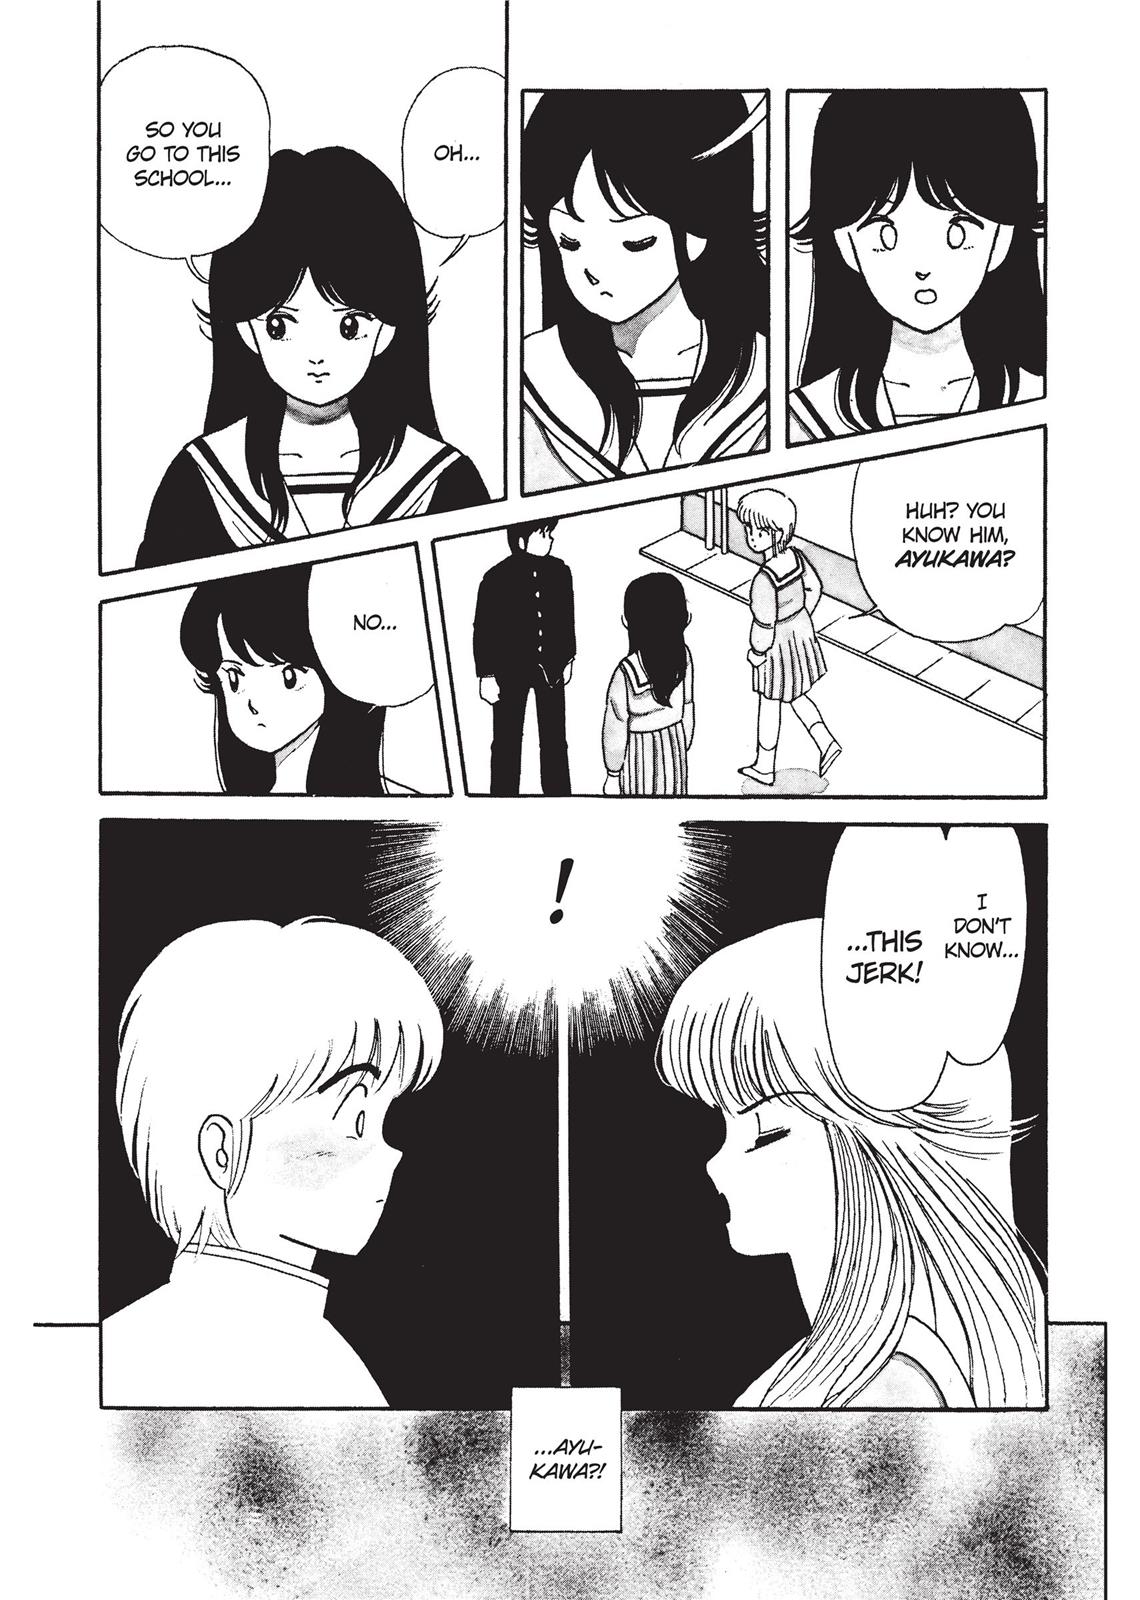 OH...
SO YOU
GO TO THIS
SCHOOL...
HUH? YOU
KNOW HIM,
AYUKAWA?
NO...
I
DON'T
KNOW...
...THIS
JERK!
!
...AYU-
KAWA?!